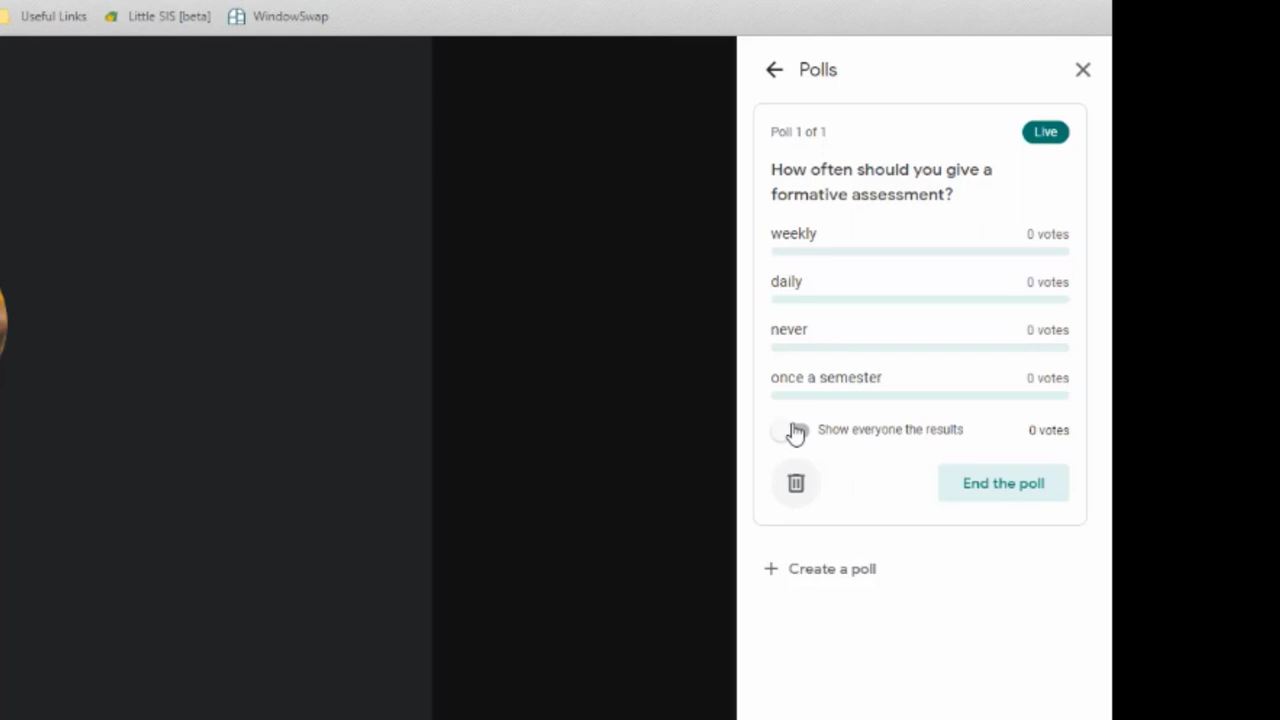 Useful Links Little SIS [beta] WindowSwap
Polls
Poll 1 of 1 Live
How often should you give a
formative assessment?
weekly 0 votes
daily 0 votes
never 0 votes
once a semester 0 votes
Show everyone the results 0 votes
End the poll
+ Create a poll